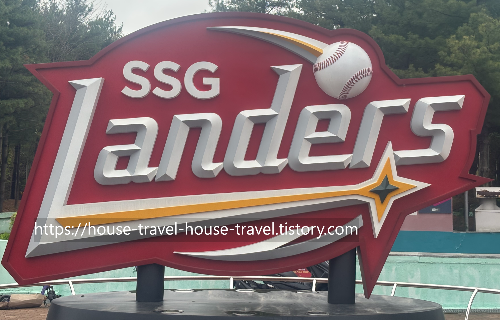 SSG
Landers
https://house-travel-house-travel.tistory.com